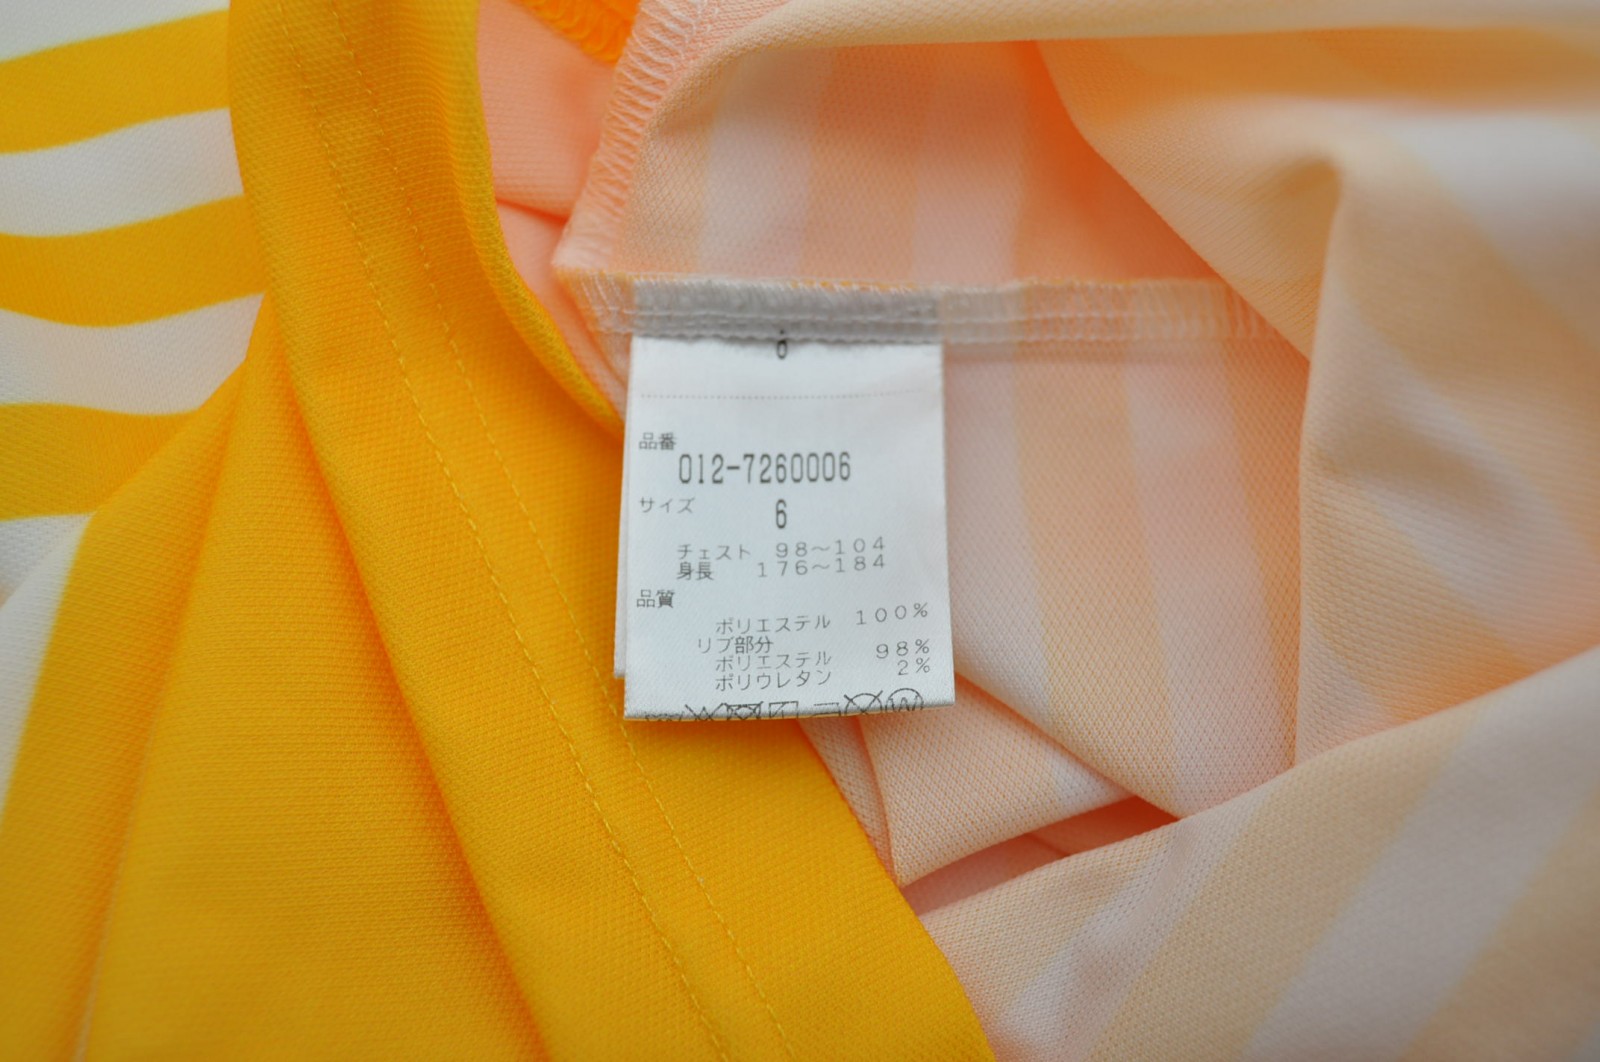 6
品番
012-7260006
サイズ
6
チェスト 98～104
身長 176～184
品質
ポリエステル 100%
リブ部分
ポリエステル 98%
ポリウレタン 2%